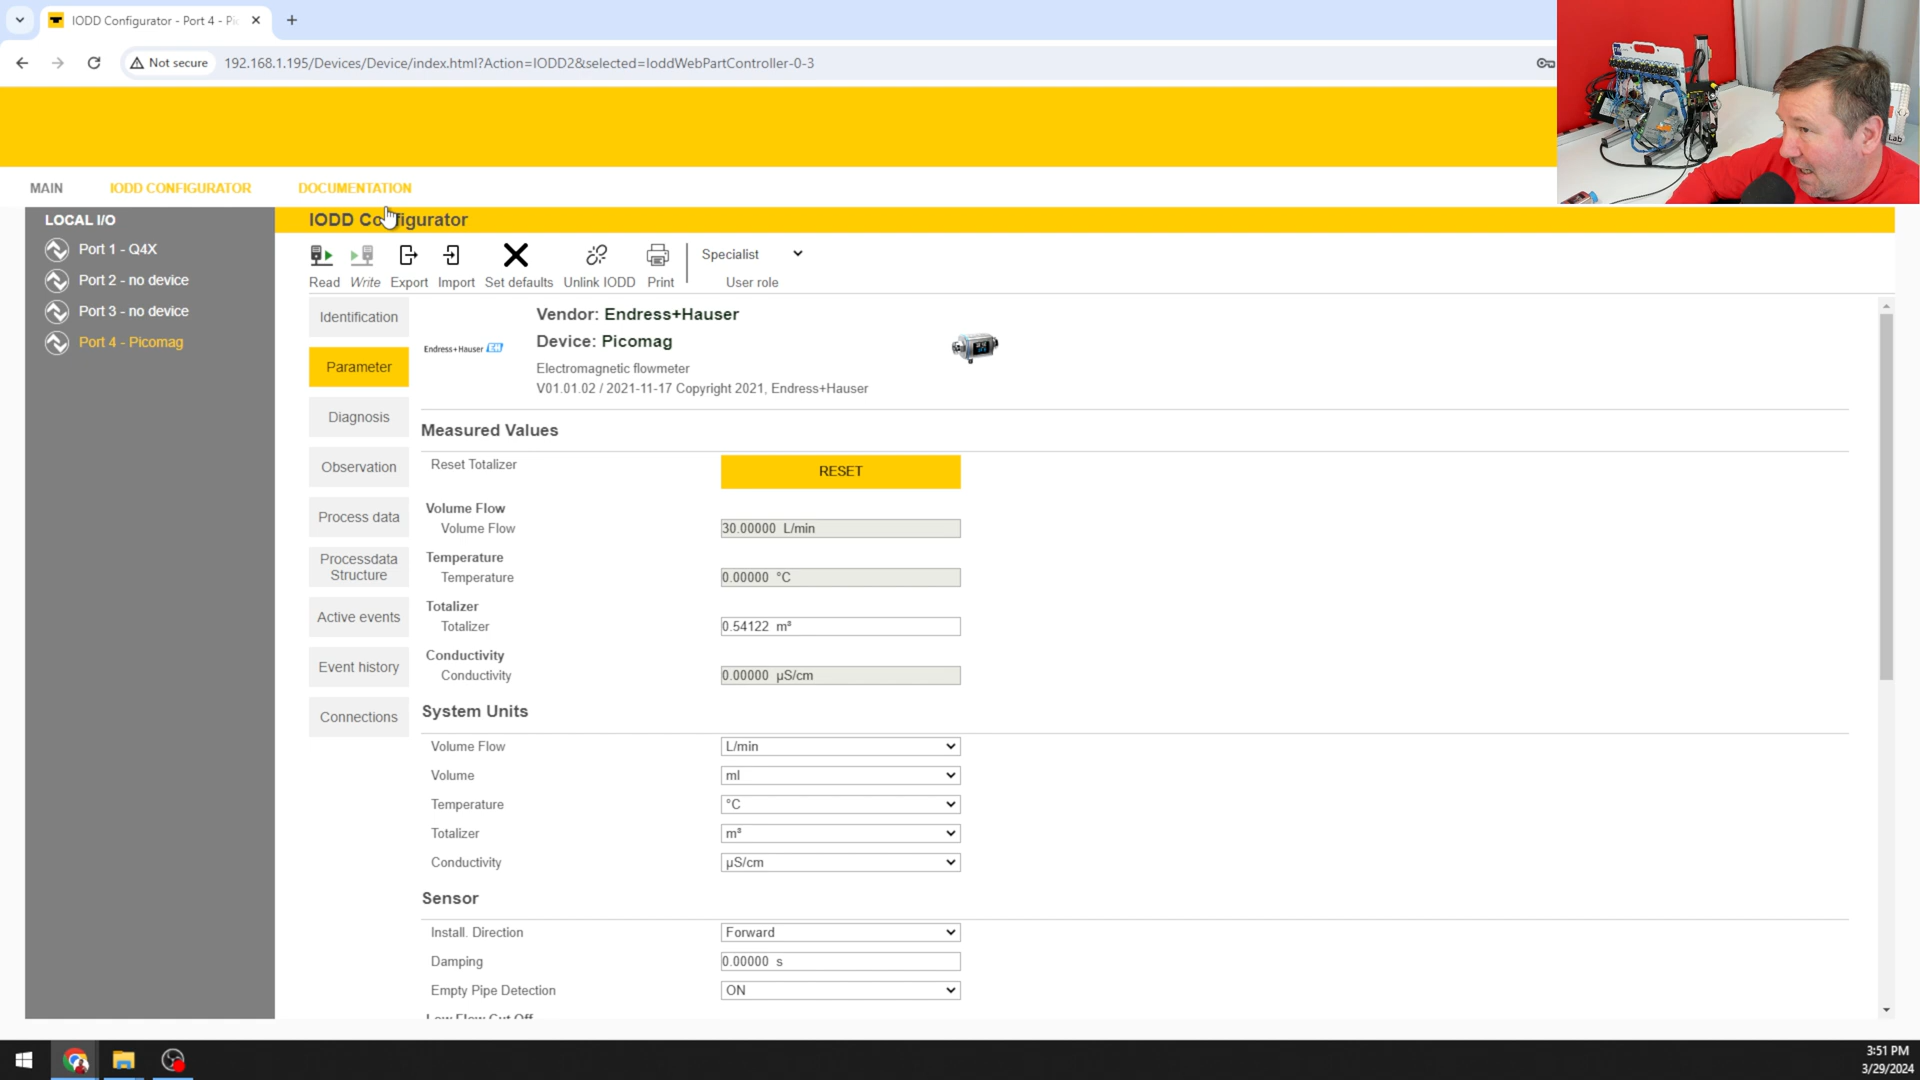 IODD Configurator - Port 4 - Pic
Not secure
192.168.1.195/Devices/Device/index.html?Action=IODD2&selected=IoddWebPartController-0-3
Lab
MAIN
IODD CONFIGURATOR
DOCUMENTATION
LOCAL I/O
Port 1 - Q4X
Port 2 - no device
Port 3 - no device
Port 4 - Picomag
IODD Configurator
Read
Write
Export
Import
Set defaults
Unlink IODD
Print
Specialist
User role
Identification
Parameter
Diagnosis
Observation
Process data
Processdata
Structure
Active events
Event history
Connections
Endress+Hauser EH
Vendor: Endress+Hauser
Device: Picomag
Electromagnetic flowmeter
V01.01.02 / 2021-11-17 Copyright 2021, Endress+Hauser
Measured Values
Reset Totalizer
RESET
Volume Flow
Volume Flow
30.00000 L/min
Temperature
Temperature
0.00000 °C
Totalizer
Totalizer
0.54122 m³
Conductivity
Conductivity
0.00000 µS/cm
System Units
Volume Flow
L/min
Volume
ml
Temperature
°C
Totalizer
m³
Conductivity
µS/cm
Sensor
Install. Direction
Forward
Damping
0.00000 s
Empty Pipe Detection
ON
Low Flow Cut Off
3:51 PM
3/29/2024